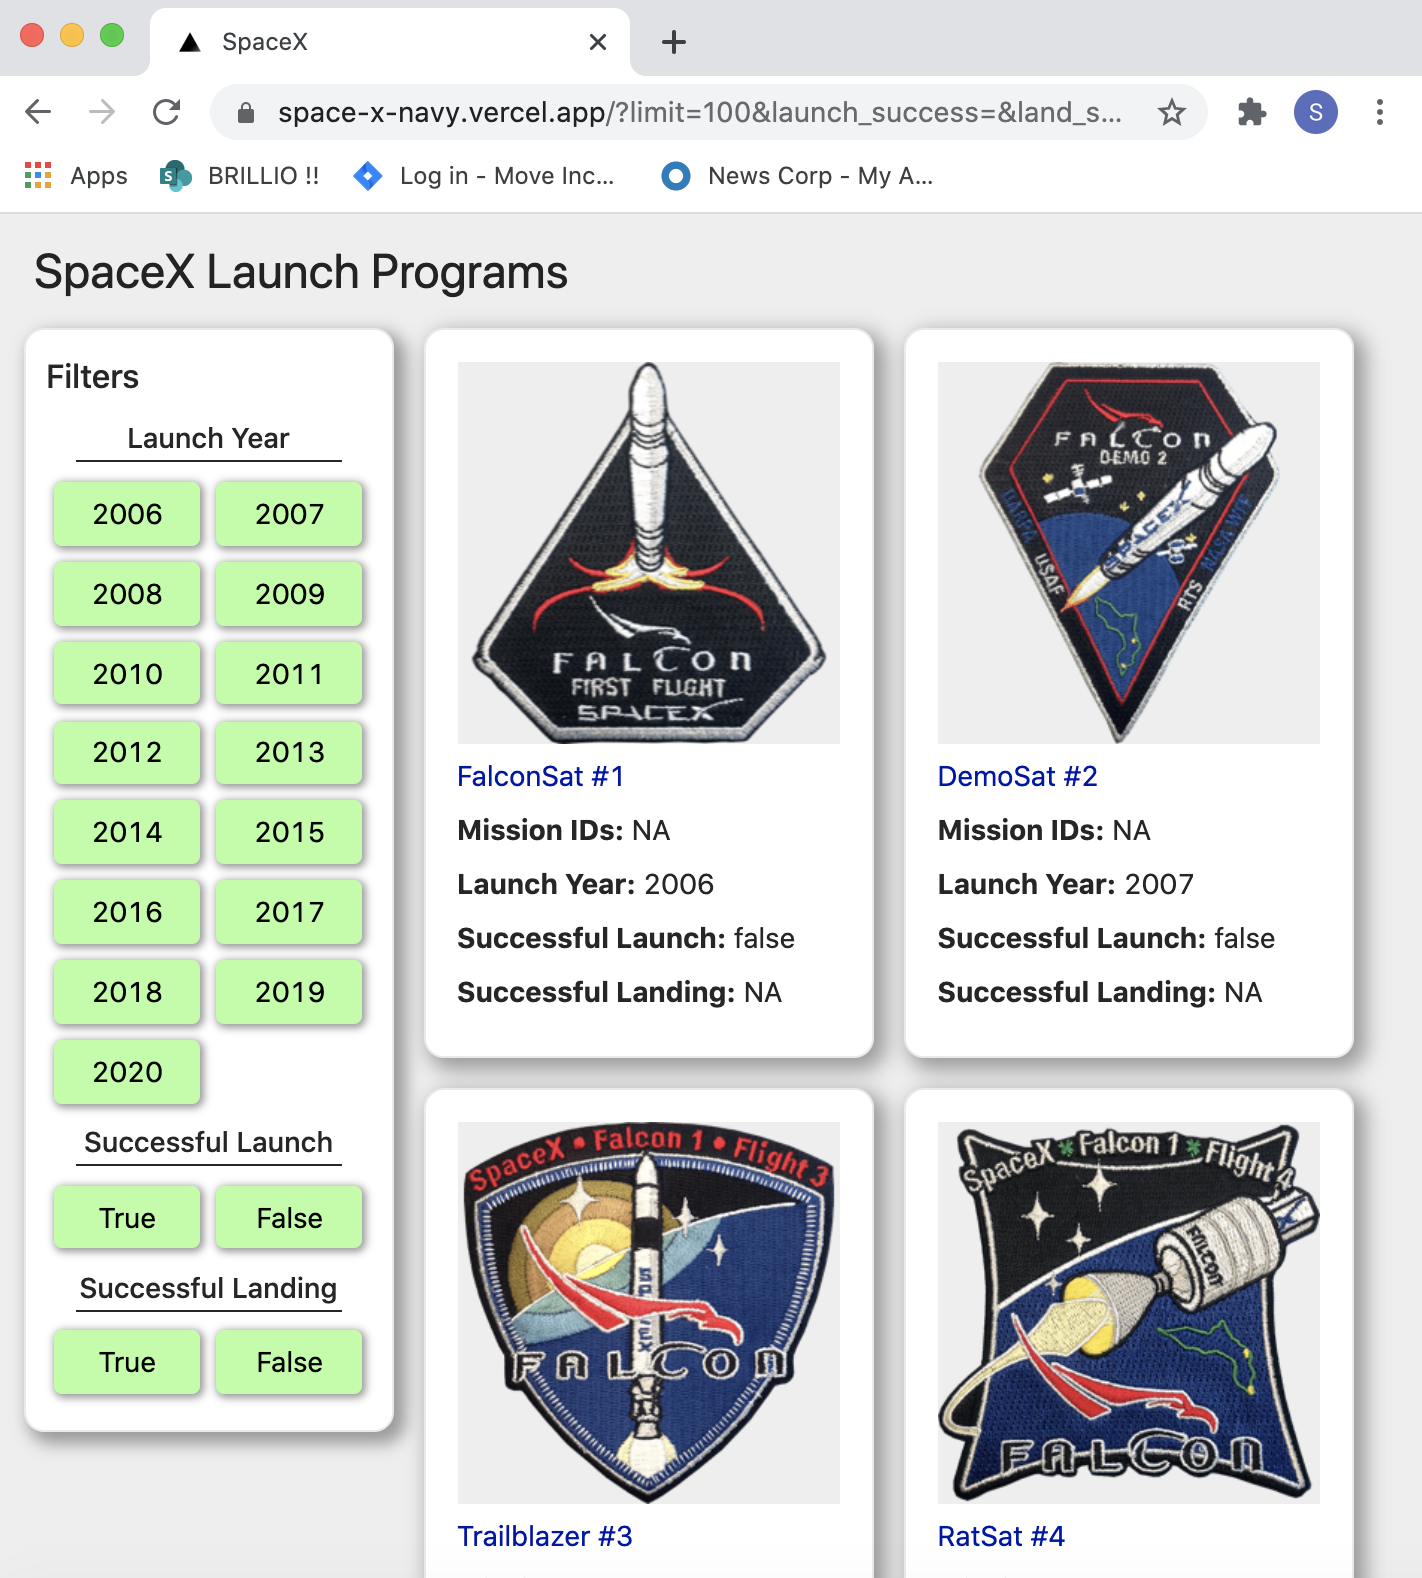 SpaceX
space-x-navy.vercel.app/?limit=100&launch_success=&land_s...
S
Apps
S
BRILLIO !!
Log in - Move Inc...
News Corp - My A...
SpaceX Launch Programs
Filters
Launch Year
2006 2007
2008 2009
2010 2011
2012 2013
2014 2015
2016 2017
2018 2019
2020
Successful Launch
True False
Successful Landing
True False
FALCON
FIRST FLIGHT
SPACEX
FalconSat #1
Mission IDs: NA
Launch Year: 2006
Successful Launch: false
Successful Landing: NA
FALCON
DEMO 2
SPACEX
DARPA USAF
RTS NASA WFF
DemoSat #2
Mission IDs: NA
Launch Year: 2007
Successful Launch: false
Successful Landing: NA
SpaceX • Falcon 1 • Flight 3
SpaceX
FALCON
Trailblazer #3
SpaceX Falcon 1 Flight 4
FALCON
X
FALCON
RatSat #4